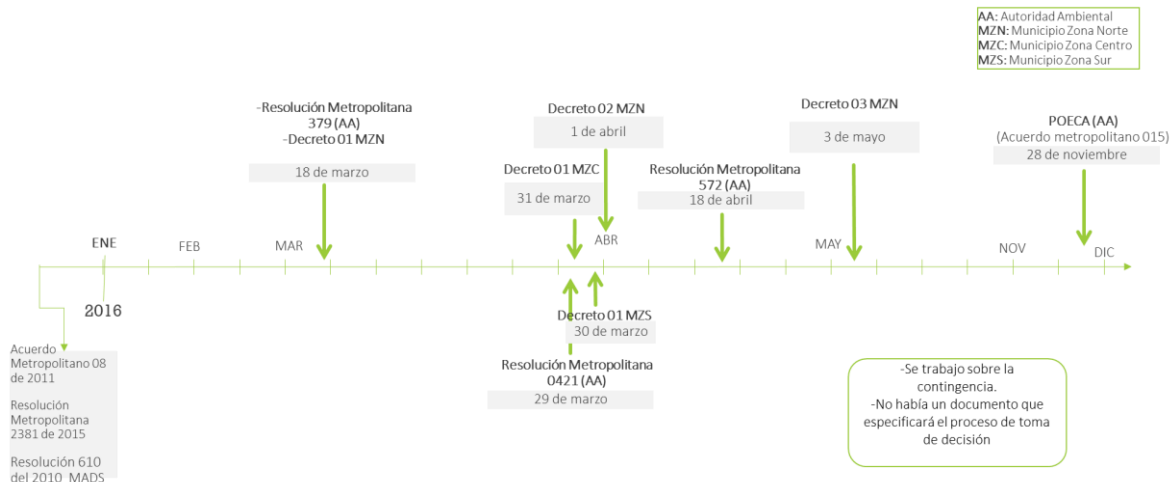 AA: Autoridad Ambiental
MZN: Municipio Zona Norte
MZC: Municipio Zona Centro
MZS: Municipio Zona Sur
-Resolución Metropolitana
379 (AA)
-Decreto 01 MZN
18 de marzo
Decreto 02 MZN
1 de abril
Decreto 01 MZC
31 de marzo
Resolución Metropolitana
572 (AA)
18 de abril
Decreto 03 MZN
3 de mayo
POECA (AA)
(Acuerdo metropolitano 015)
28 de noviembre
ENE
FEB
MAR
ABR
MAY
NOV
DIC
2016
Decreto 01 MZS
30 de marzo
Resolución Metropolitana
0421 (AA)
29 de marzo
Acuerdo
Metropolitano 08
de 2011
Resolución
Metropolitana
2381 de 2015
Resolución 610
del 2010 MADS
-Se trabajo sobre la
contingencia.
-No había un documento que
especificará el proceso de toma
de decisión